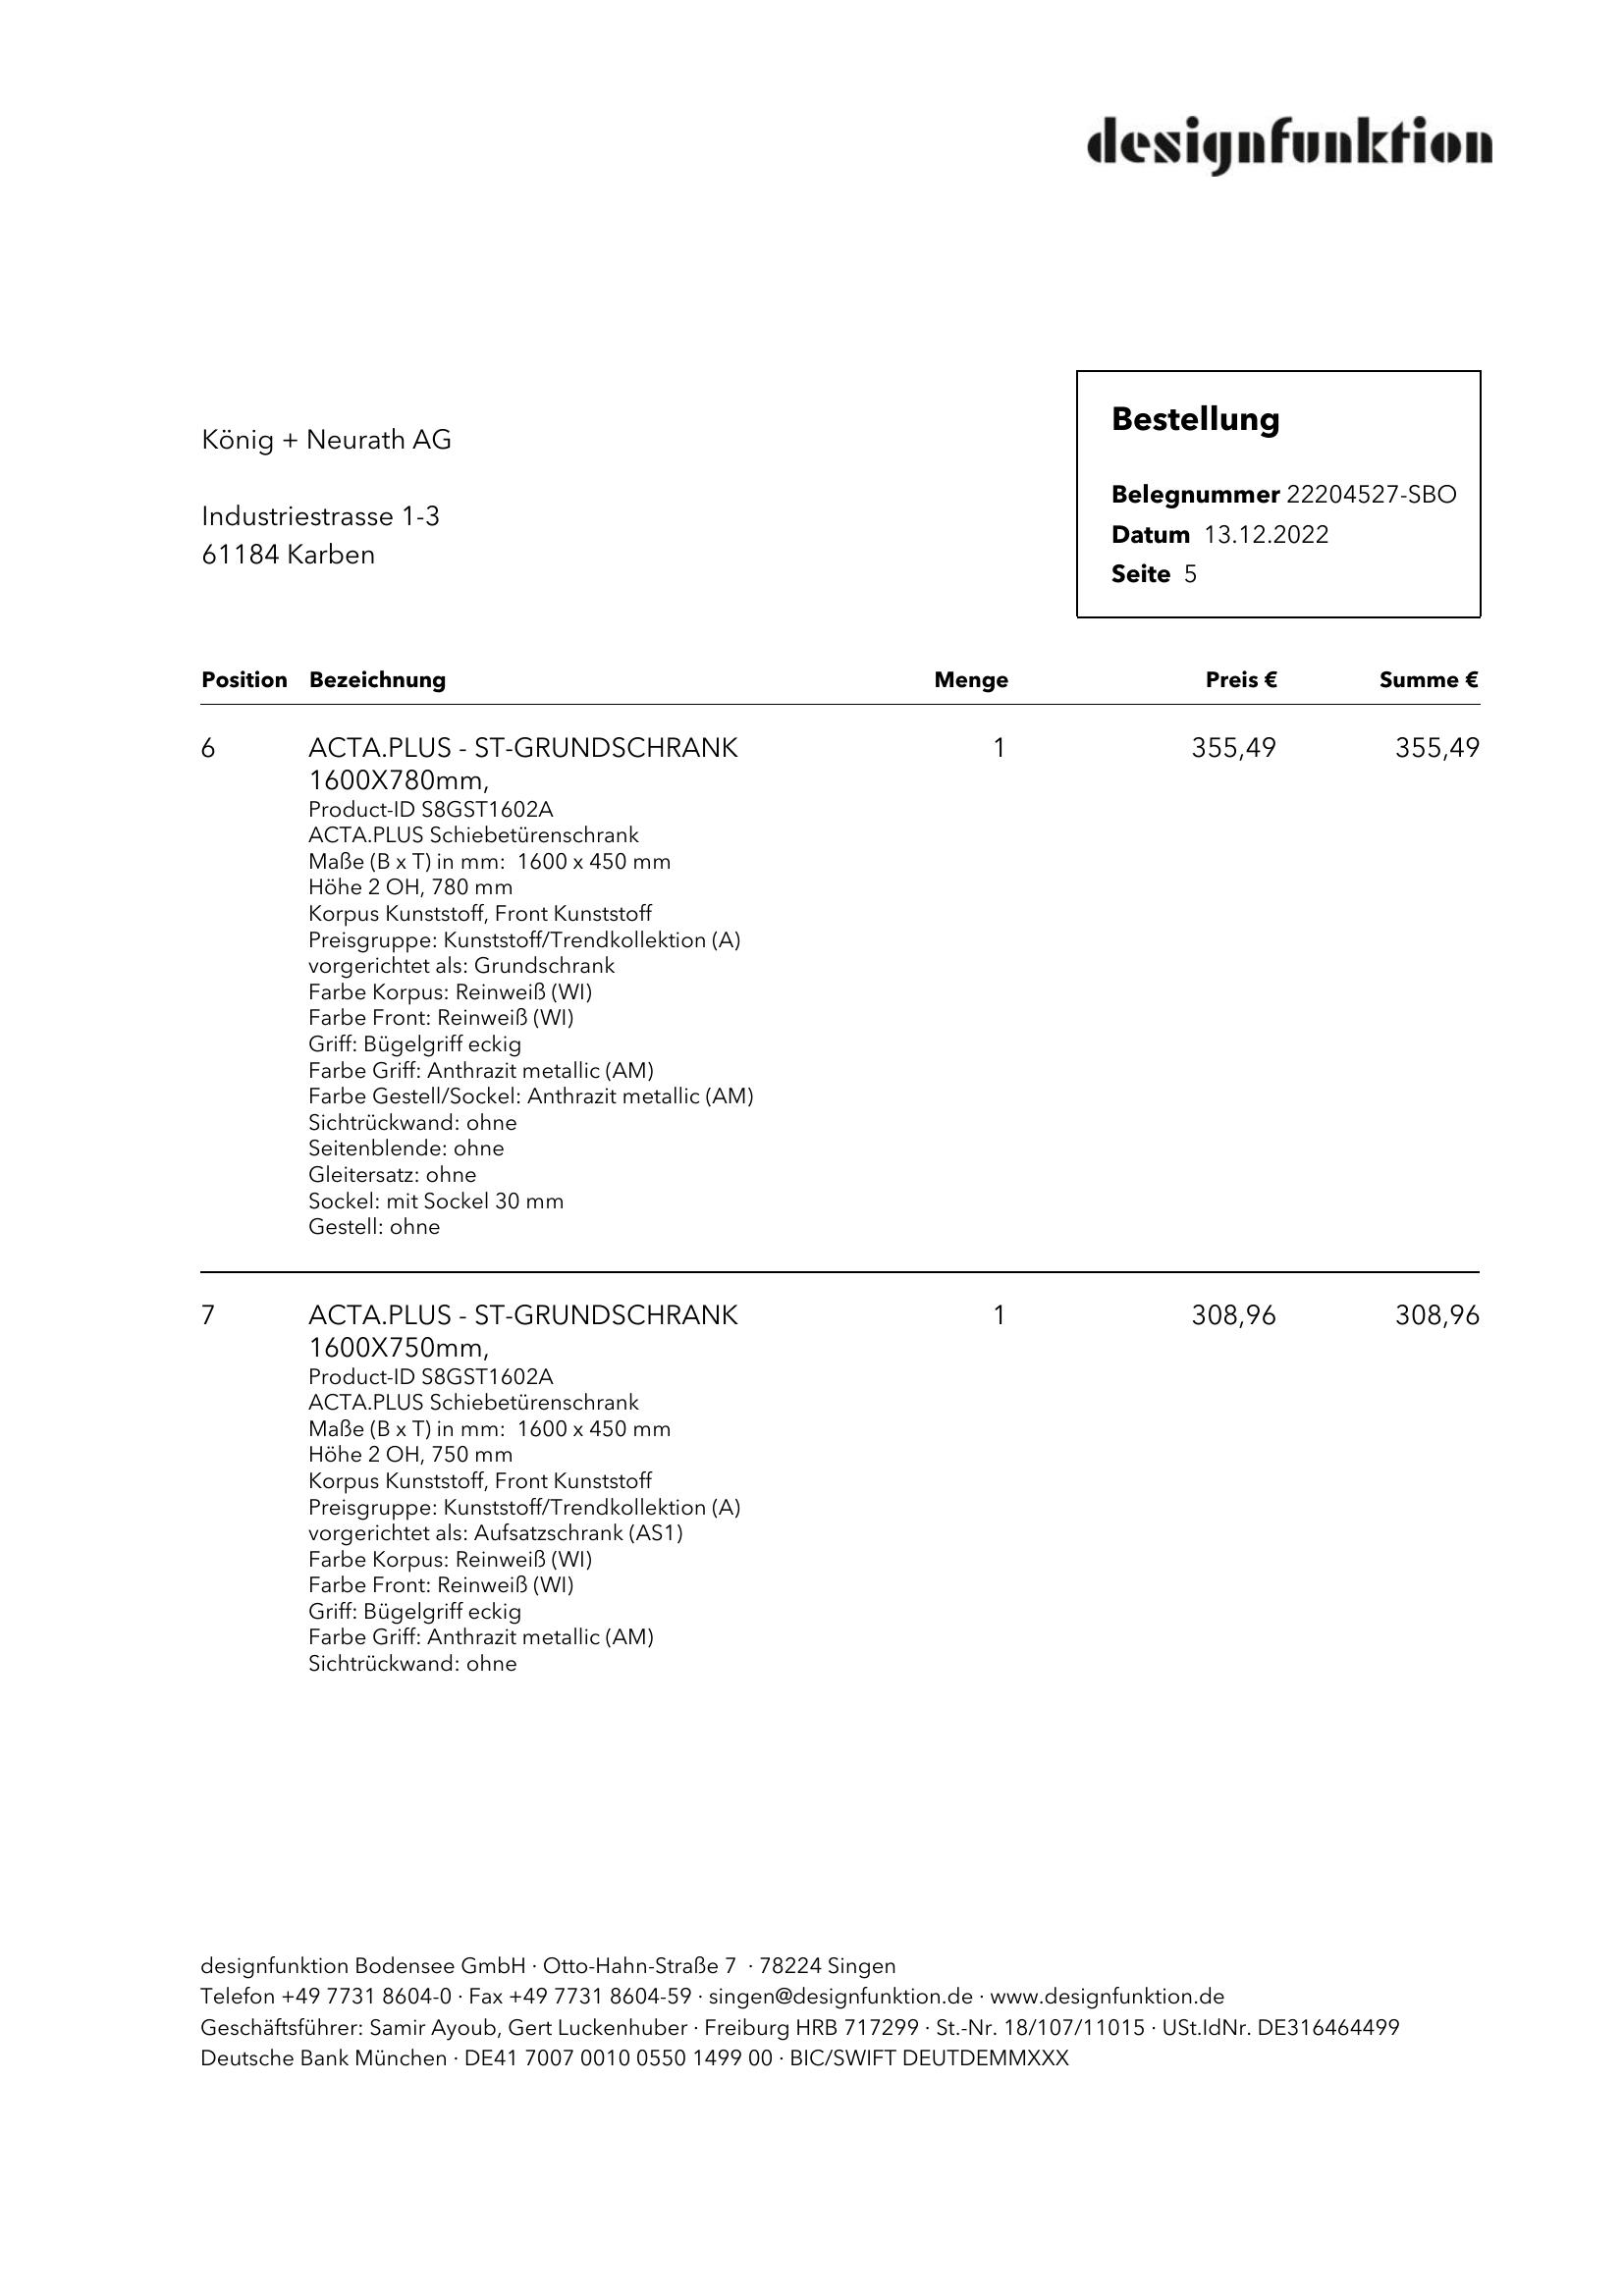 designfunktion
Bestellung
Belegnummer 22204527-SBO
Datum 13.12.2022
Seite 5
König + Neurath AG
Industriestrasse 1-3
61184 Karben
Position Bezeichnung Menge Preis € Summe €
6 ACTA.PLUS - ST-GRUNDSCHRANK 1 355,49 355,49
1600X780mm,
Product-ID S8GST1602A
ACTA.PLUS Schiebetürenschrank
Maße (B x T) in mm: 1600 x 450 mm
Höhe 2 OH, 780 mm
Korpus Kunststoff, Front Kunststoff
Preisgruppe: Kunststoff/Trendkollektion (A)
vorgerichtet als: Grundschrank
Farbe Korpus: Reinweiß (WI)
Farbe Front: Reinweiß (WI)
Griff: Bügelgriff eckig
Farbe Griff: Anthrazit metallic (AM)
Farbe Gestell/Sockel: Anthrazit metallic (AM)
Sichtrückwand: ohne
Seitenblende: ohne
Gleitersatz: ohne
Sockel: mit Sockel 30 mm
Gestell: ohne
7 ACTA.PLUS - ST-GRUNDSCHRANK 1 308,96 308,96
1600X750mm,
Product-ID S8GST1602A
ACTA.PLUS Schiebetürenschrank
Maße (B x T) in mm: 1600 x 450 mm
Höhe 2 OH, 750 mm
Korpus Kunststoff, Front Kunststoff
Preisgruppe: Kunststoff/Trendkollektion (A)
vorgerichtet als: Aufsatzschrank (AS1)
Farbe Korpus: Reinweiß (WI)
Farbe Front: Reinweiß (WI)
Griff: Bügelgriff eckig
Farbe Griff: Anthrazit metallic (AM)
Sichtrückwand: ohne
designfunktion Bodensee GmbH · Otto-Hahn-Straße 7 · 78224 Singen
Telefon +49 7731 8604-0 · Fax +49 7731 8604-59 · singen@designfunktion.de · www.designfunktion.de
Geschäftsführer: Samir Ayoub, Gert Luckenhuber · Freiburg HRB 717299 · St.-Nr. 18/107/11015 · USt.IdNr. DE316464499
Deutsche Bank München · DE41 7007 0010 0550 1499 00 · BIC/SWIFT DEUTDEMMXXX